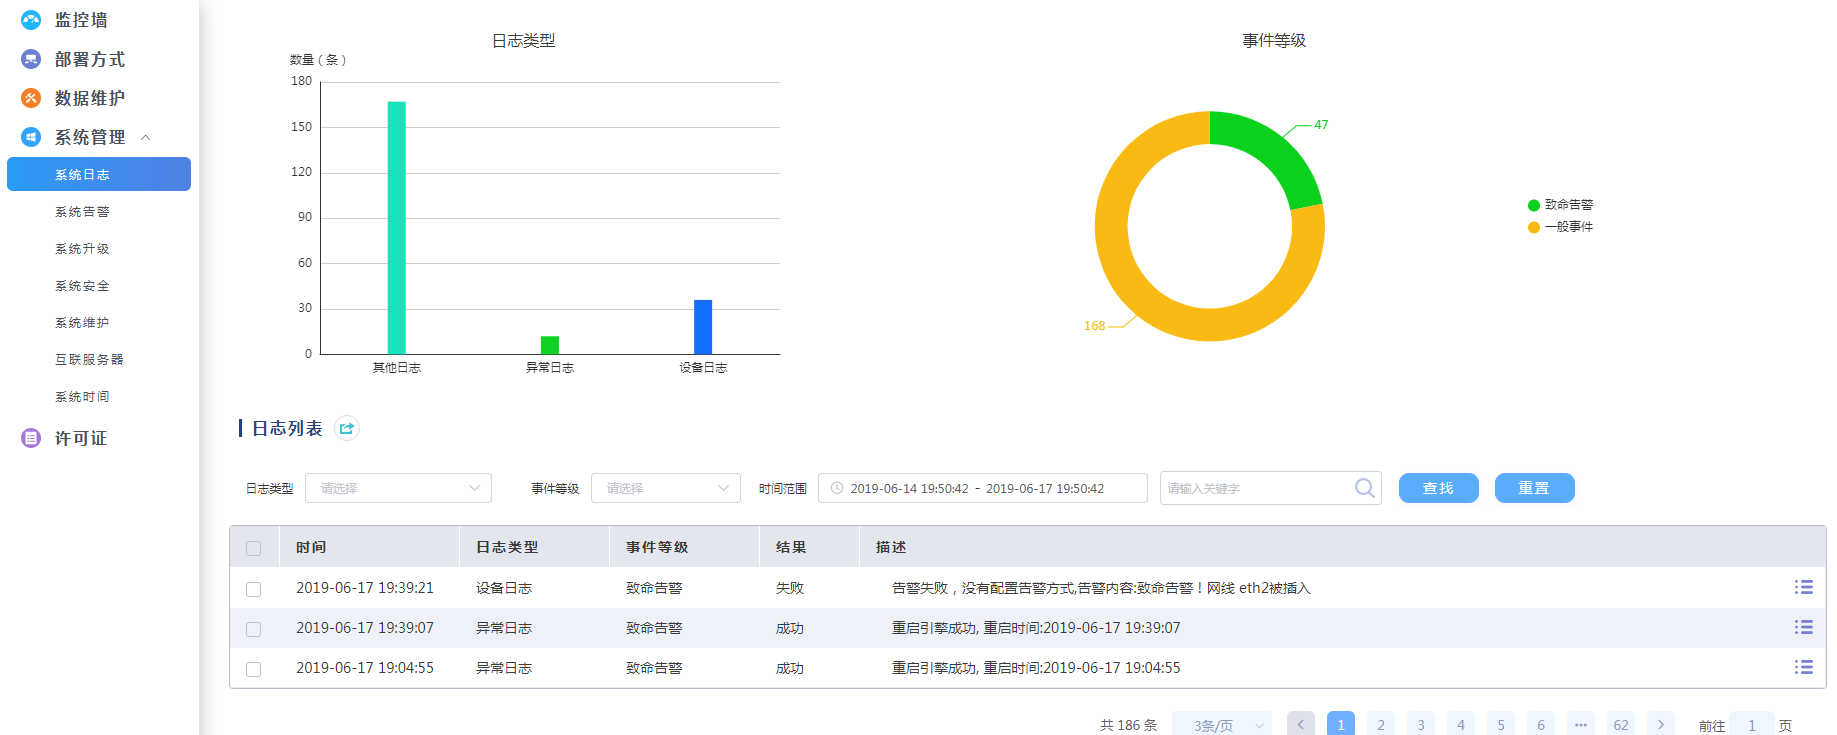 监控墙
部署方式
数据维护
系统管理
系统日志
系统告警
系统升级
系统安全
系统维护
互联服务器
系统时间
许可证
日志类型
数量（条）
180
150
120
90
60
30
0
其他日志 异常日志 设备日志
事件等级
47
168
致命告警
一般事件
日志列表
日志类型 请选择 事件等级 请选择 时间范围 2019-06-14 19:50:42 - 2019-06-17 19:50:42 请输入关键字 查找 重置
时间 日志类型 事件等级 结果 描述
2019-06-17 19:39:21 设备日志 致命告警 失败 告警失败，没有配置告警方式,告警内容:致命告警！网线 eth2被插入
2019-06-17 19:39:07 异常日志 致命告警 成功 重启引擎成功, 重启时间:2019-06-17 19:39:07
2019-06-17 19:04:55 异常日志 致命告警 成功 重启引擎成功, 重启时间:2019-06-17 19:04:55
共 186 条 3条/页 1 2 3 4 5 6 ••• 62 前往 1 页